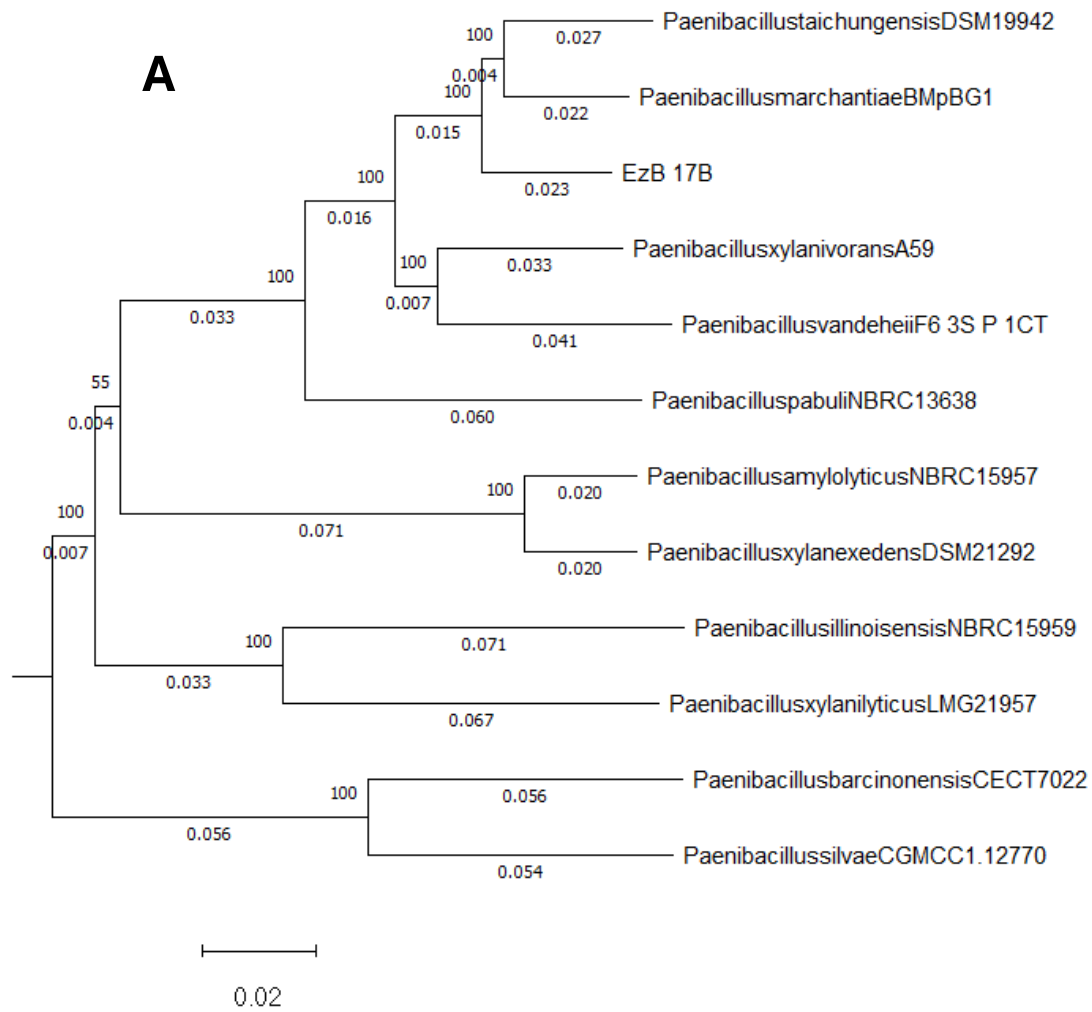 A
100
PaenibacillustaichungensisDSM19942
0.027
0.004
100
PaenibacillusmarchantiaeBMpBG1
0.022
0.015
100
EzB 17B
0.023
0.016
100
PaenibacillusxylanivoransA59
0.033
100
0.007
PaenibacillusvandeheiiF6 3S P 1CT
0.033
0.041
55
PaenibacilluspabuliNBRC13638
0.004
0.060
PaenibacillusamylolyticusNBRC15957
100
0.020
100
0.071
0.007
PaenibacillusxylanexedensDSM21292
0.020
PaenibacillusillinoisensisNBRC15959
100
0.071
0.033
PaenibacillusxylanilyticusLMG21957
0.067
PaenibacillusbarcinonensisCECT7022
100
0.056
0.056
PaenibacillussilvaeCGMCC1.12770
0.054
0.02